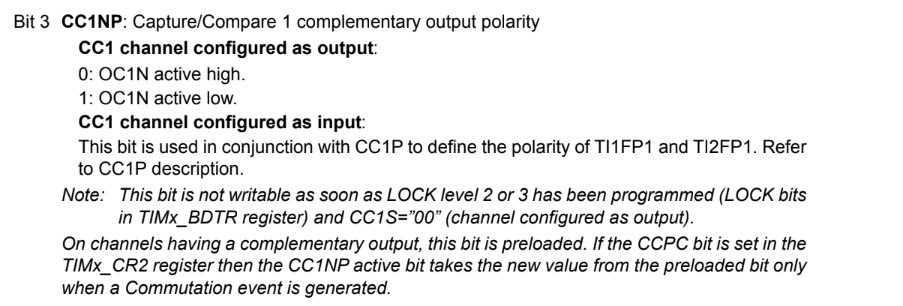 Bit 3 CC1NP: Capture/Compare 1 complementary output polarity
CC1 channel configured as output:
0: OC1N active high.
1: OC1N active low.
CC1 channel configured as input:
This bit is used in conjunction with CC1P to define the polarity of TI1FP1 and TI2FP1. Refer
to CC1P description.
Note: This bit is not writable as soon as LOCK level 2 or 3 has been programmed (LOCK bits
in TIMx_BDTR register) and CC1S=”00” (channel configured as output).
On channels having a complementary output, this bit is preloaded. If the CCPC bit is set in the
TIMx_CR2 register then the CC1NP active bit takes the new value from the preloaded bit only
when a Commutation event is generated.